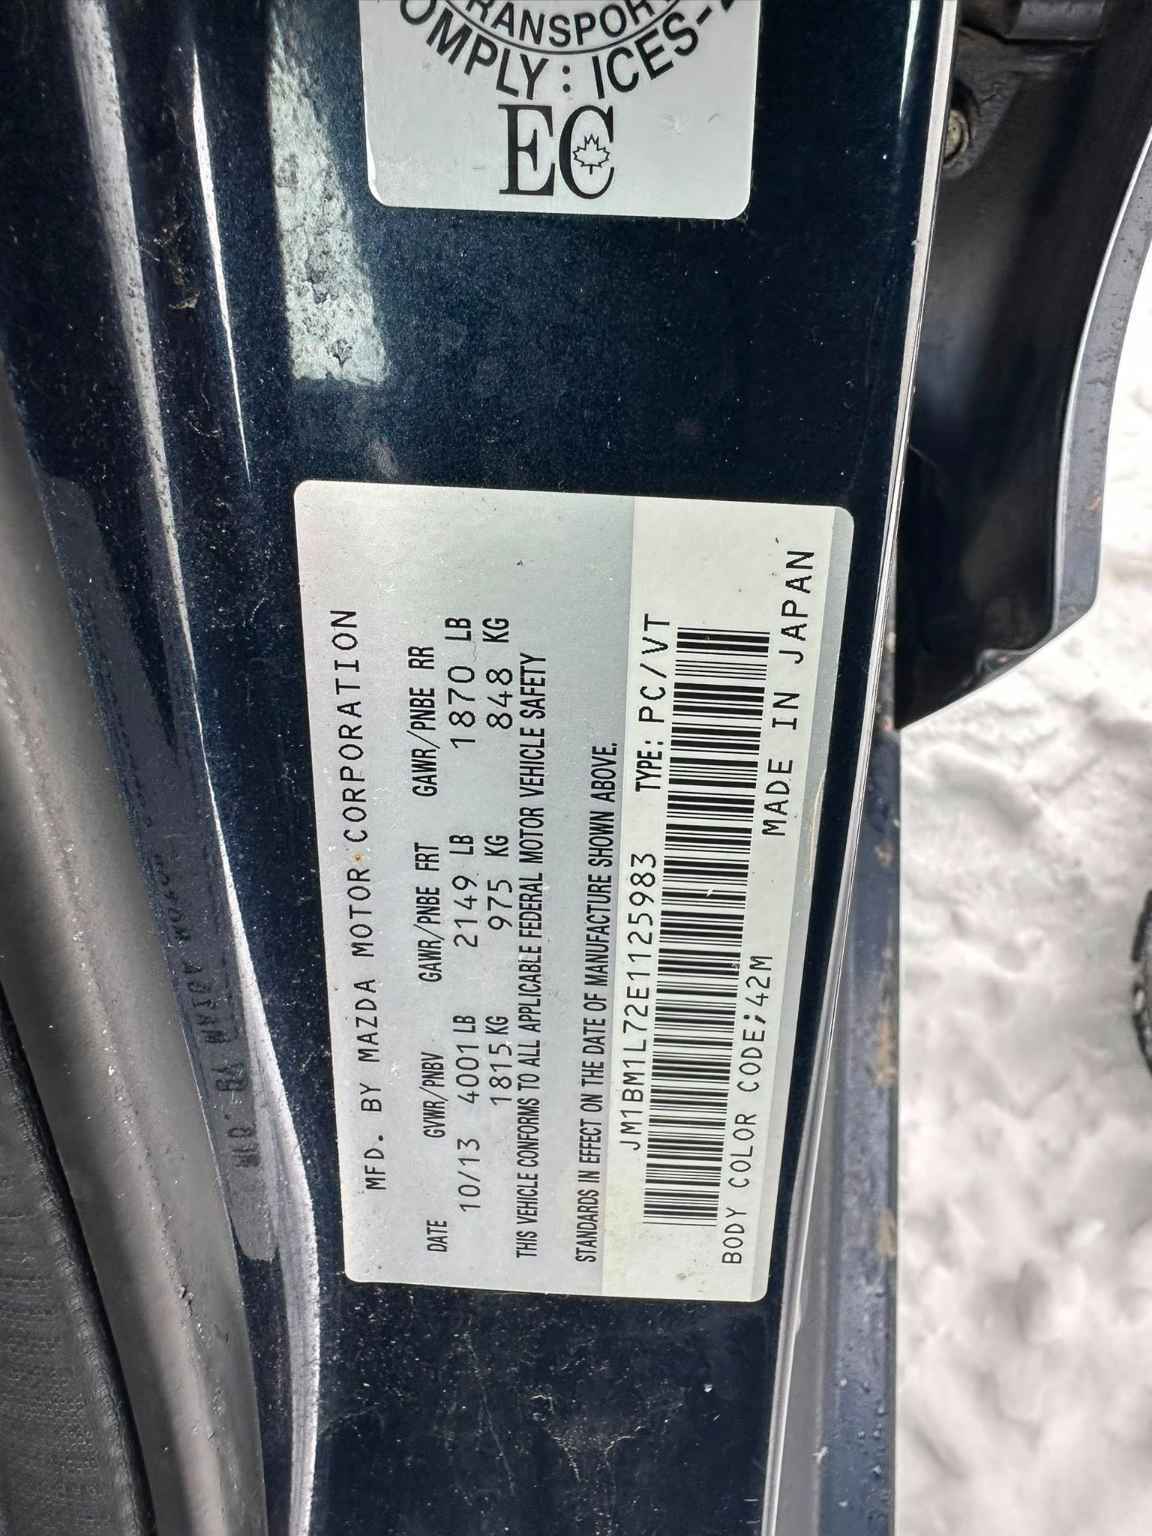 TRANSPORT
COMPLY: ICES-
EC
MFD. BY MAZDA MOTOR CORPORATION
DATE GVWR/PNBV GAWR/PNBE FRT GAWR/PNBE RR
10/13 4001 LB 2149 LB 1870 LB
1815 KG 975 KG 848 KG
THIS VEHICLE CONFORMS TO ALL APPLICABLE FEDERAL MOTOR VEHICLE SAFETY
STANDARDS IN EFFECT ON THE DATE OF MANUFACTURE SHOWN ABOVE.
JM1BM1L72E1125983 TYPE: PC/VT
BODY COLOR CODE;42M MADE IN JAPAN